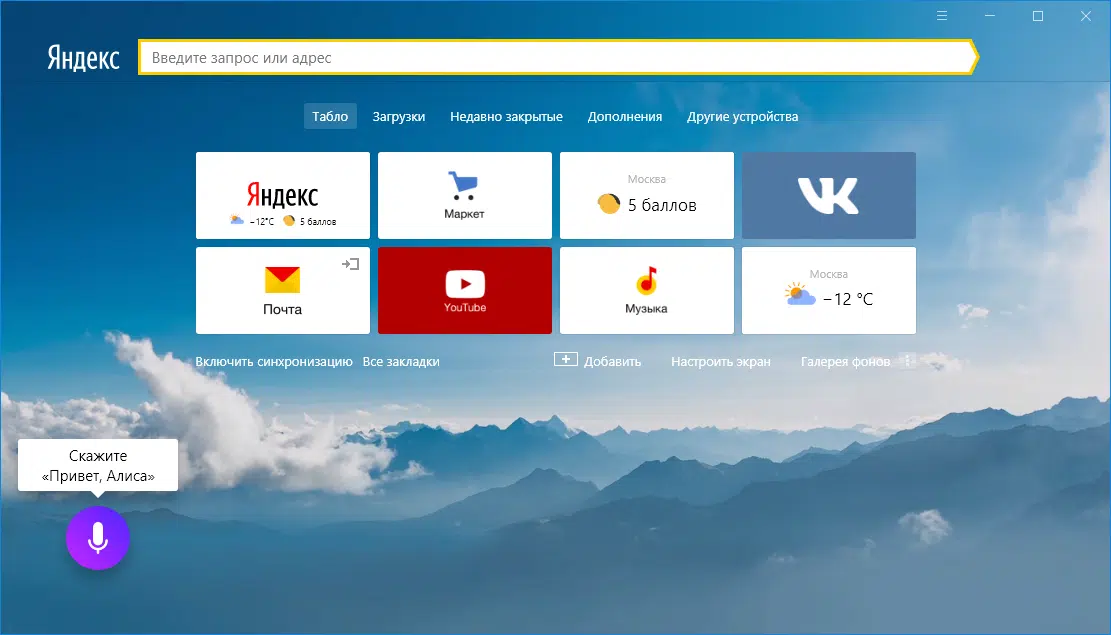 Яндекс
Введите запрос или адрес
Табло
Загрузки
Недавно закрытые
Дополнения
Другие устройства
Яндекс
−12°C
5 баллов
Маркет
Москва
5 баллов
VK
Почта
YouTube
Музыка
Москва
−12 °C
Включить синхронизацию
Все закладки
Добавить
Настроить экран
Галерея фонов
Скажите
«Привет, Алиса»